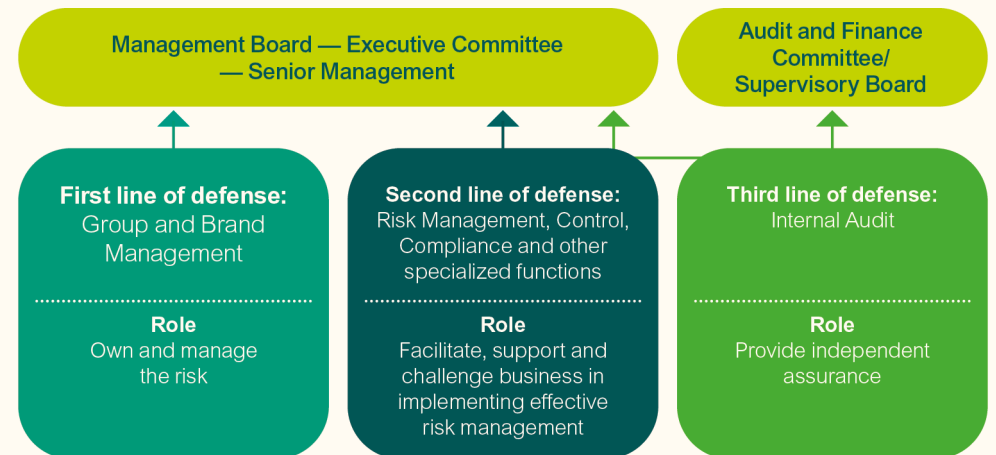 Management Board — Executive Committee
— Senior Management
Audit and Finance
Committee/
Supervisory Board
First line of defense:
Group and Brand
Management
Role
Own and manage
the risk
Second line of defense:
Risk Management, Control,
Compliance and other
specialized functions
Role
Facilitate, support and
challenge business in
implementing effective
risk management
Third line of defense:
Internal Audit
Role
Provide independent
assurance